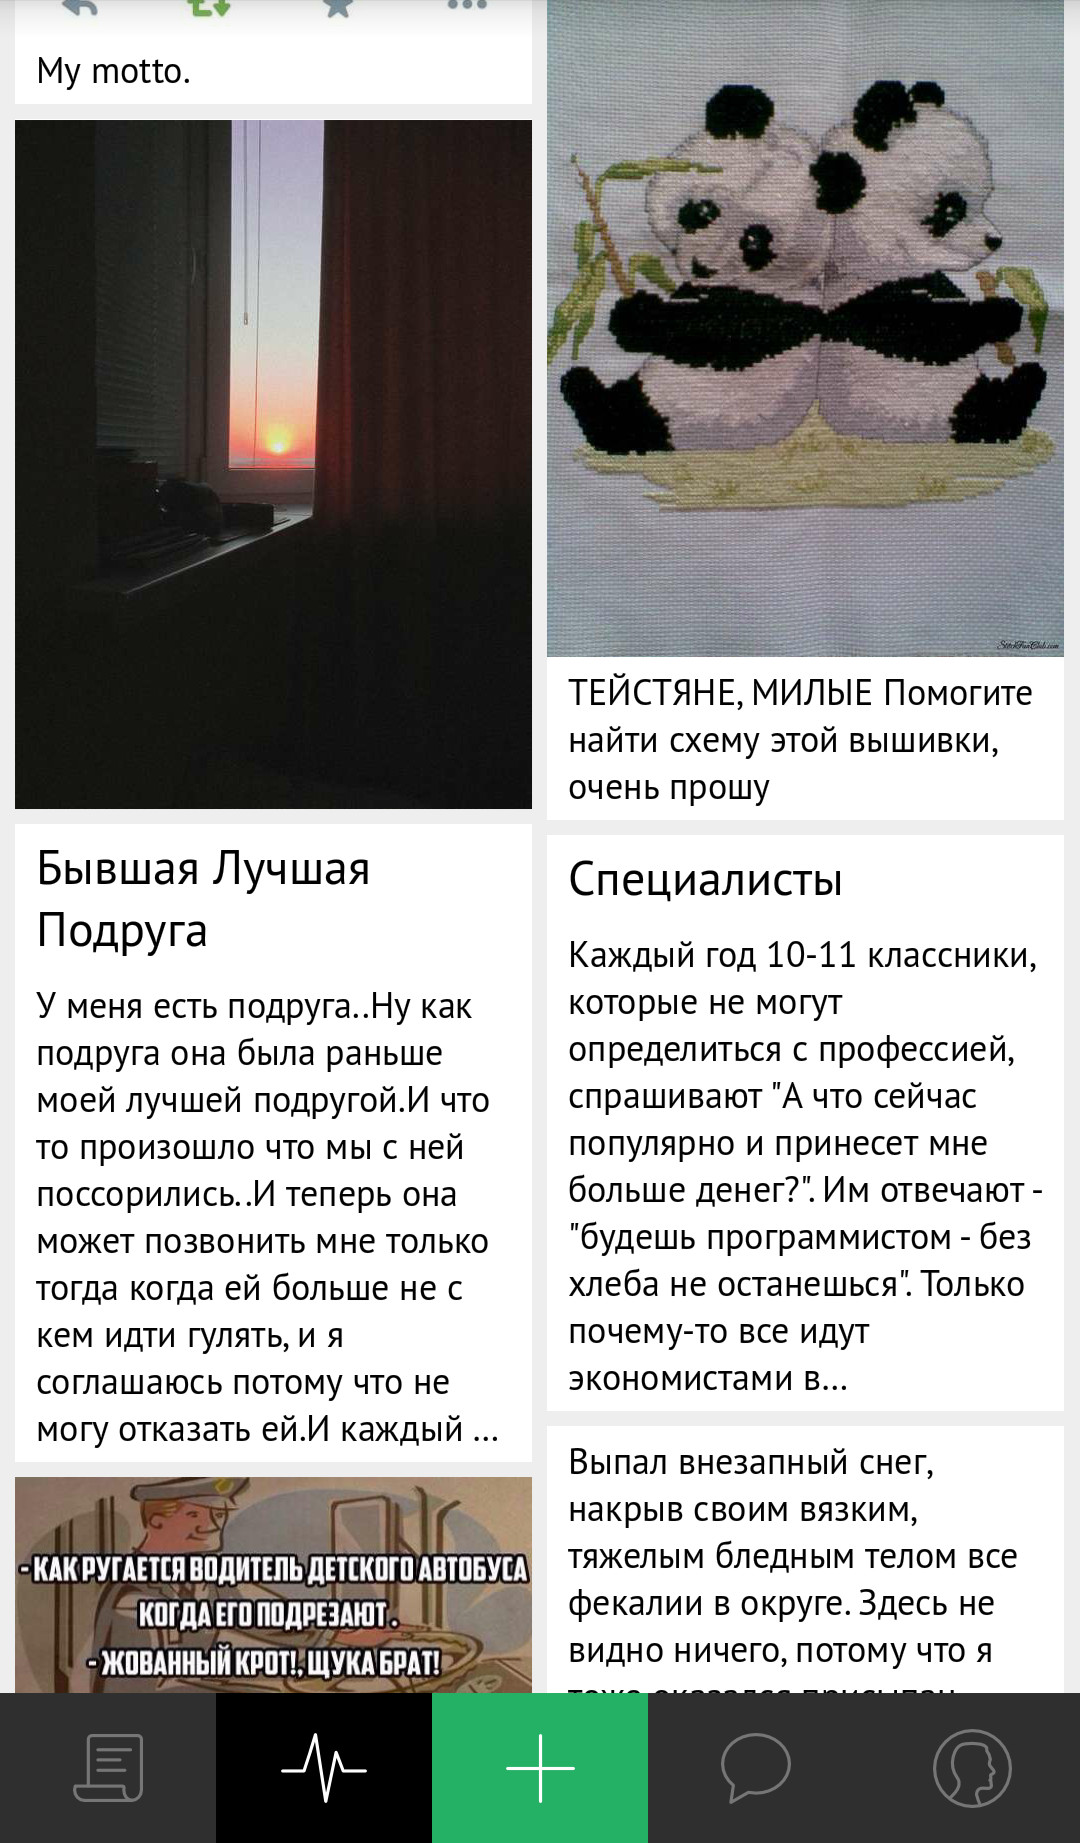 My motto.
Бывшая Лучшая
Подруга
У меня есть подруга..Ну как
подруга она была раньше
моей лучшей подругой.И что
то произошло что мы с ней
поссорились..И теперь она
может позвонить мне только
тогда когда ей больше не с
кем идти гулять, и я
соглашаюсь потому что не
могу отказать ей.И каждый ...
- КАК РУГАЕТСЯ ВОДИТЕЛЬ ДЕТСКОГО АВТОБУСА
КОГДА ЕГО ПОДРЕЗАЮТ.
- ЖОВАННЫЙ КРОТ!, ЩУКА БРАТ!
StitchFunClub.com
ТЕЙСТЯНЕ, МИЛЫЕ Помогите
найти схему этой вышивки,
очень прошу
Специалисты
Каждый год 10-11 классники,
которые не могут
определиться с профессией,
спрашивают "А что сейчас
популярно и принесет мне
больше денег?". Им отвечают -
"будешь программистом - без
хлеба не останешься". Только
почему-то все идут
экономистами в...
Выпал внезапный снег,
накрыв своим вязким,
тяжелым бледным телом все
фекалии в округе. Здесь не
видно ничего, потому что я
тоже оказался присыпан